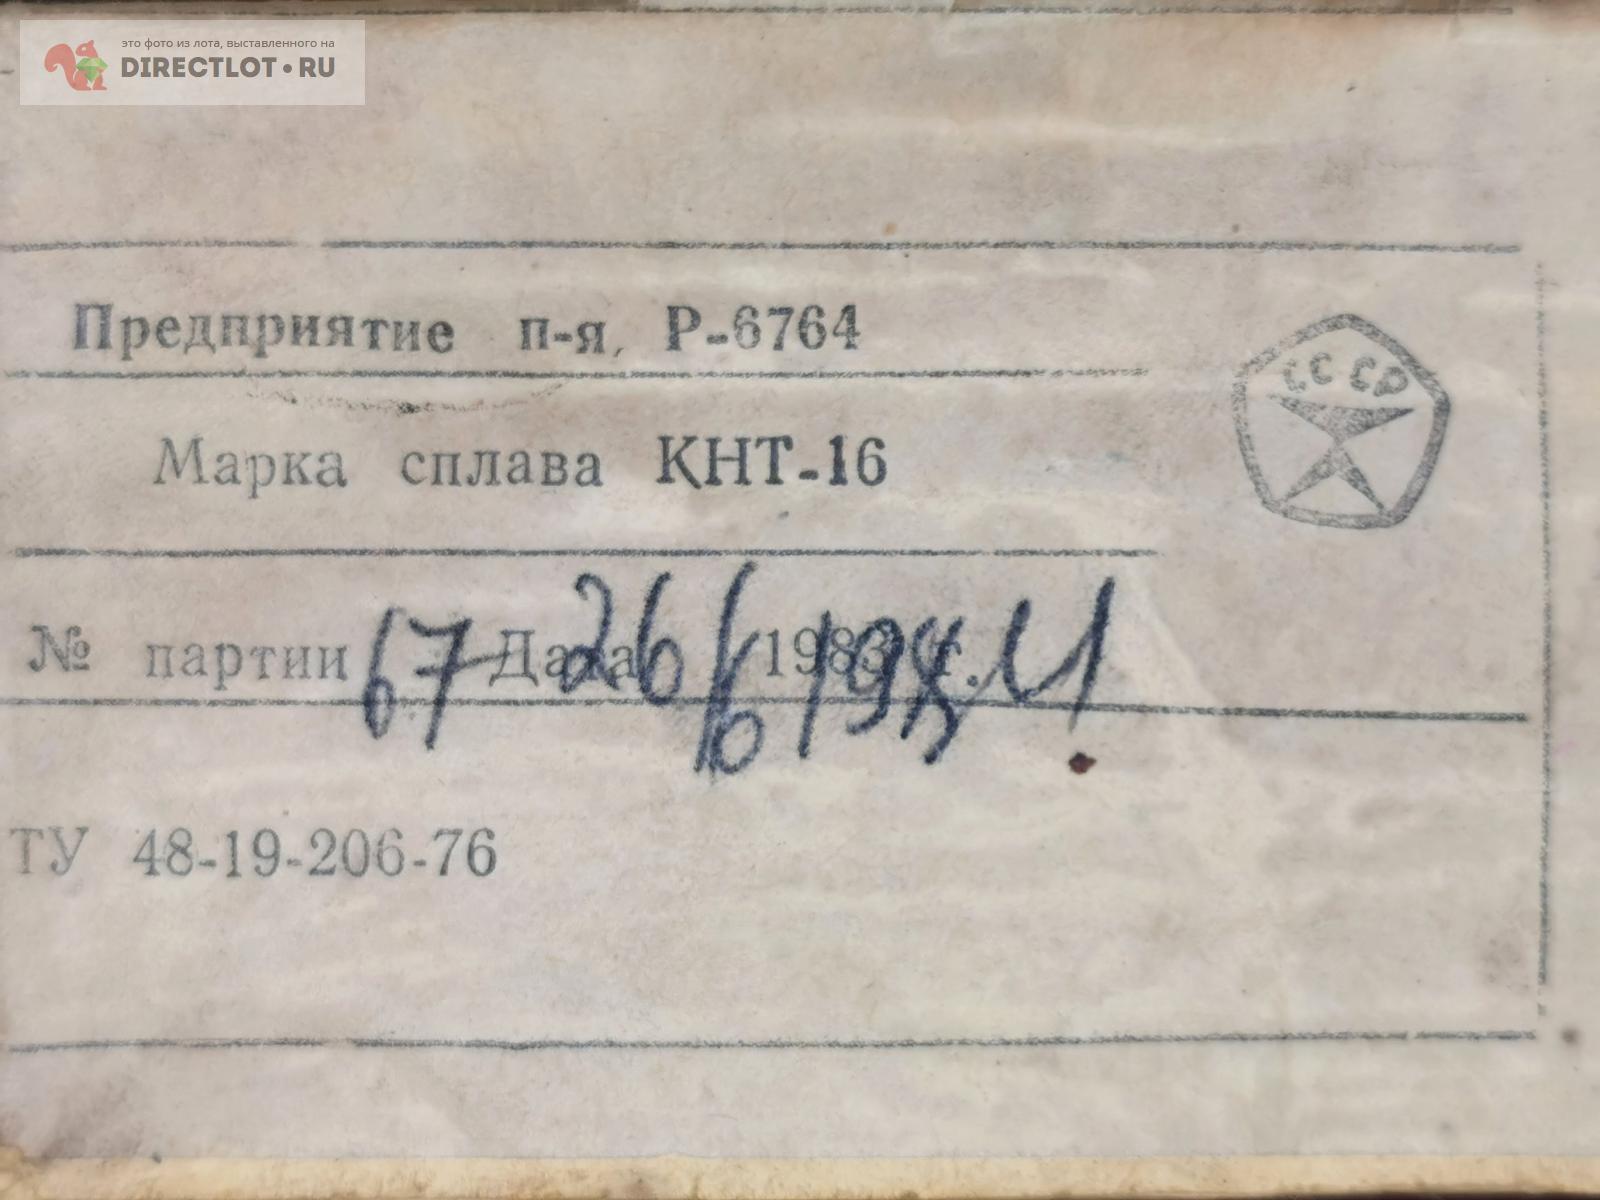 это фото из лота, выставленного на
DIRECTLOT•RU
Предприятие п-я, Р-6764
СССР
Марка сплава КНТ-16
№ партии 67 Дата 26/6 1983 г.
ТУ 48-19-206-76